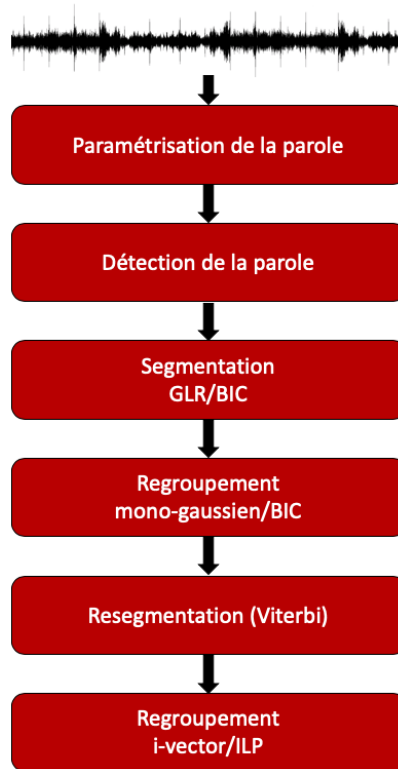 Paramétrisation de la parole
Détection de la parole
Segmentation
GLR/BIC
Regroupement
mono-gaussien/BIC
Resegmentation (Viterbi)
Regroupement
i-vector/ILP